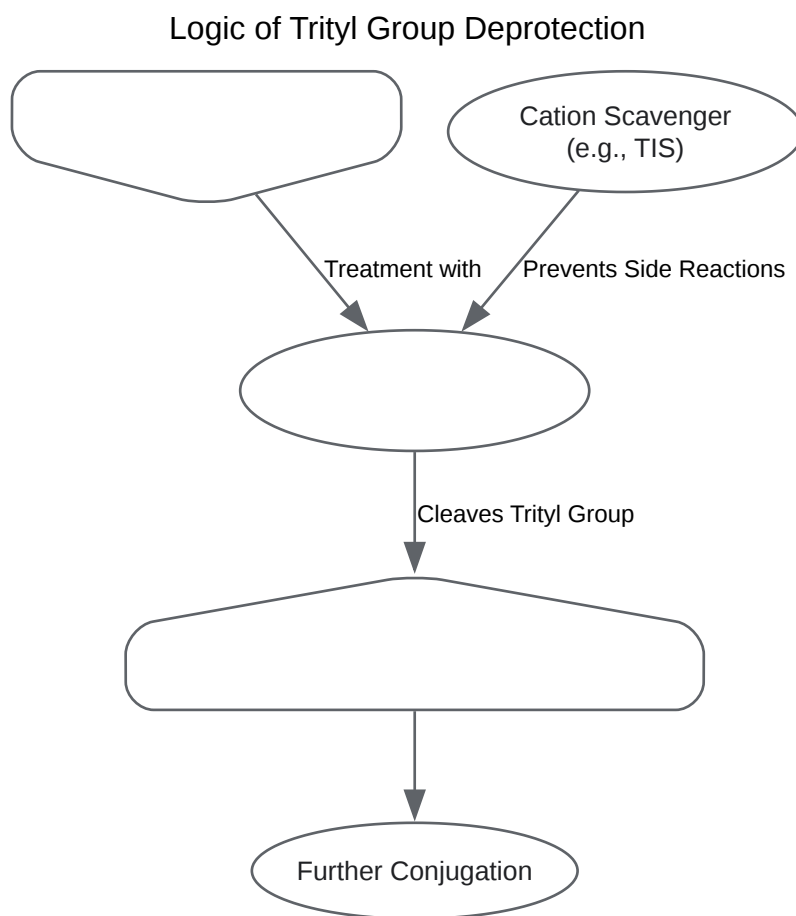 Logic of Trityl Group Deprotection
Cation Scavenger
(e.g., TIS)
Treatment with
Prevents Side Reactions
Cleaves Trityl Group
Further Conjugation